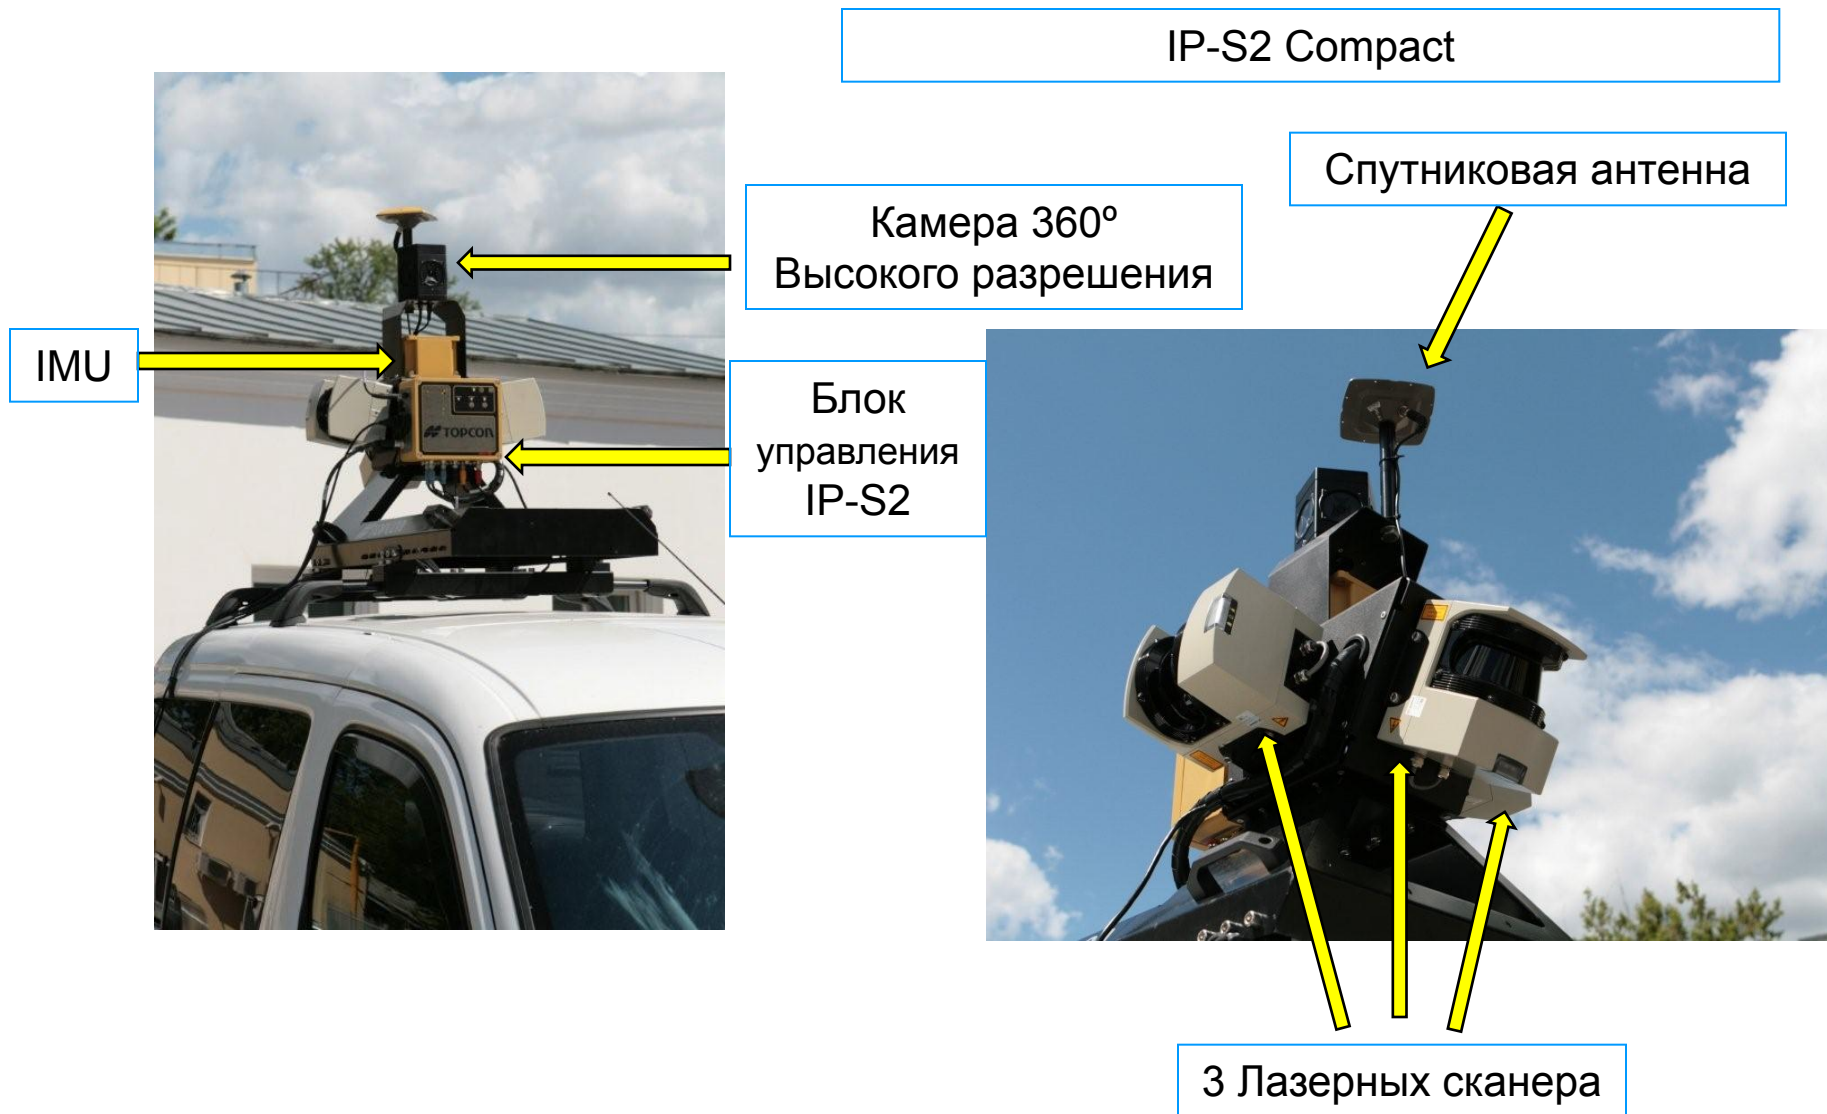 IP-S2 Compact
Спутниковая антенна
Камера 360º
Высокого разрешения
IMU
Блок
управления
IP-S2
TOPCON
3 Лазерных сканера